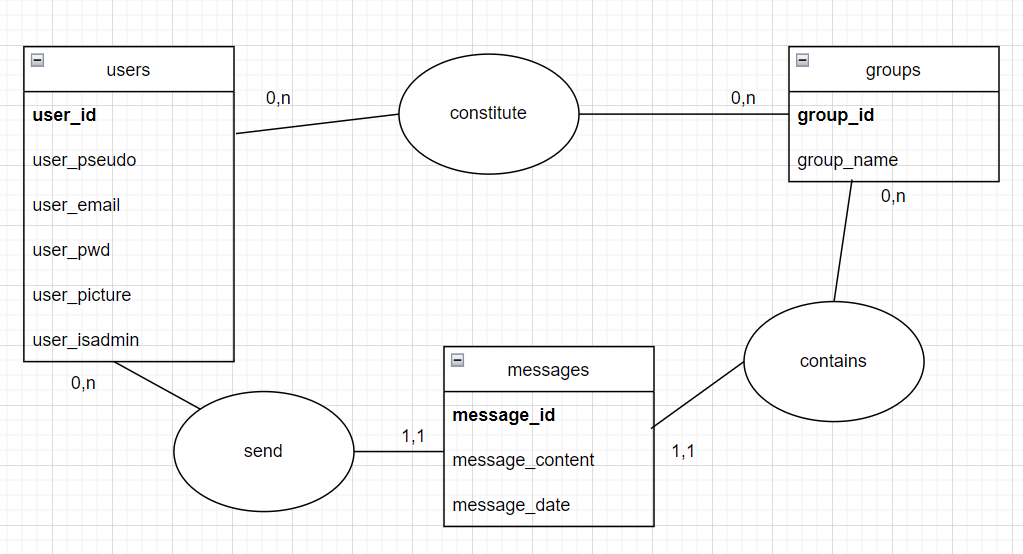 users
user_id
user_pseudo
user_email
user_pwd
user_picture
user_isadmin
0,n
constitute
0,n
groups
group_id
group_name
0,n
contains
1,1
messages
message_id
message_content
message_date
1,1
send
0,n